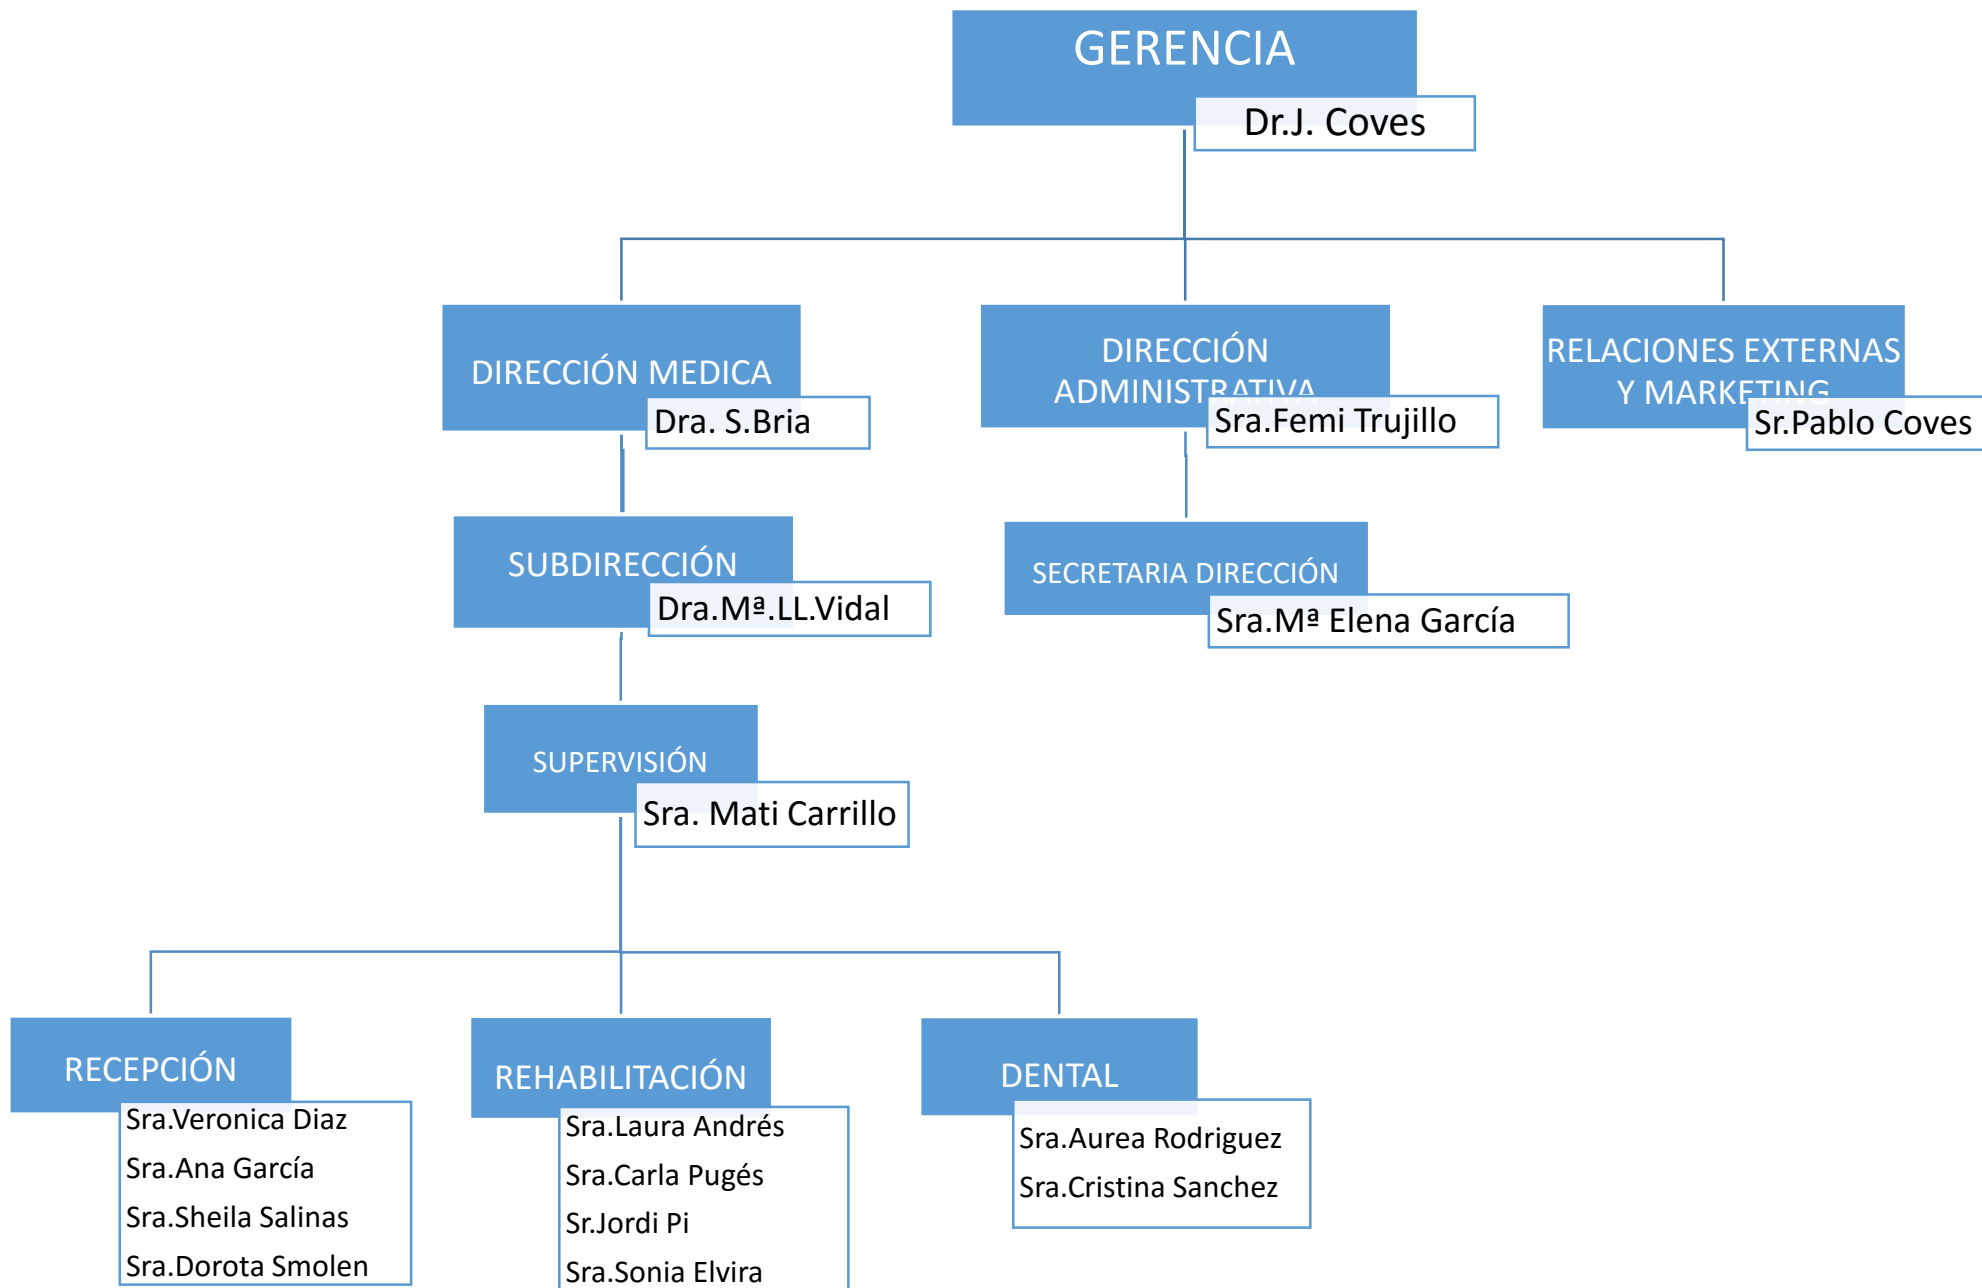 GERENCIA
Dr.J. Coves
DIRECCIÓN MEDICA
Dra. S.Bria
DIRECCIÓN
ADMINISTRATIVA
Sra.Femi Trujillo
RELACIONES EXTERNAS
Y MARKETING
Sr.Pablo Coves
SUBDIRECCIÓN
Dra.Mª.LL.Vidal
SECRETARIA DIRECCIÓN
Sra.Mª Elena García
SUPERVISIÓN
Sra. Mati Carrillo
RECEPCIÓN
Sra.Veronica Diaz
Sra.Ana García
Sra.Sheila Salinas
Sra.Dorota Smolen
REHABILITACIÓN
Sra.Laura Andrés
Sra.Carla Pugés
Sr.Jordi Pi
Sra.Sonia Elvira
DENTAL
Sra.Aurea Rodriguez
Sra.Cristina Sanchez